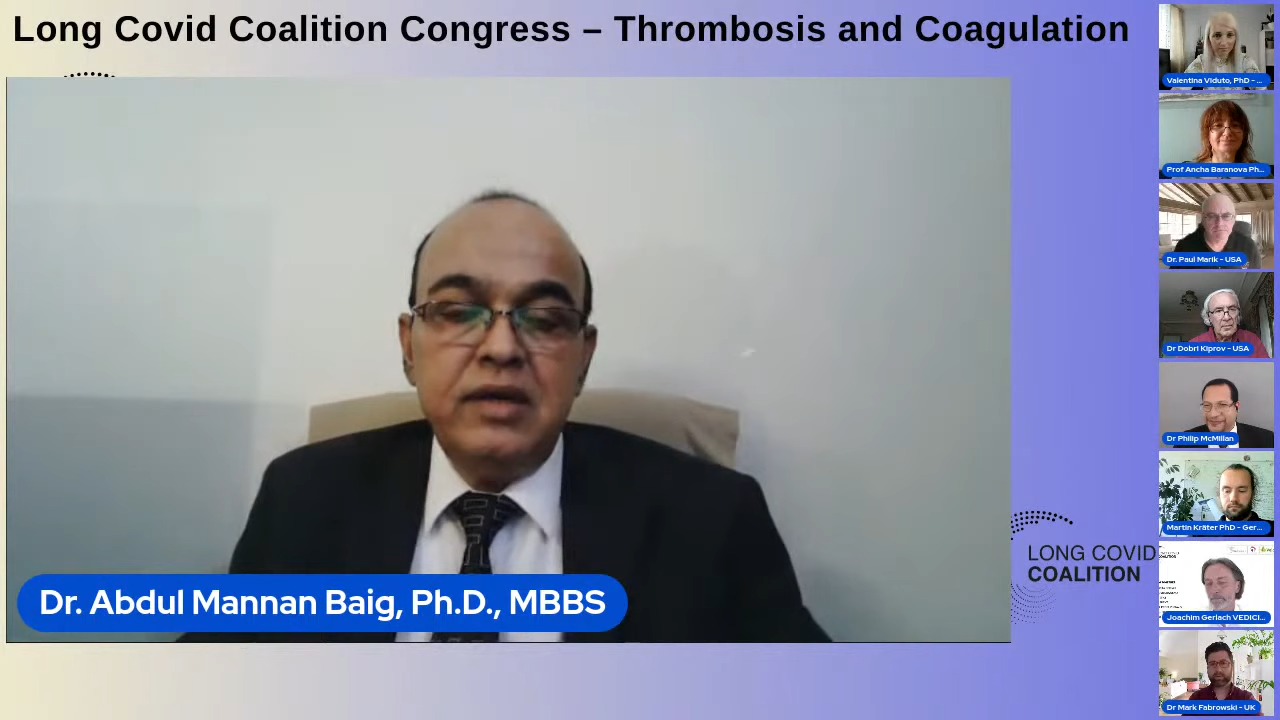 Long Covid Coalition Congress – Thrombosis and Coagulation
Dr. Abdul Mannan Baig, Ph.D., MBBS
LONG COVID
COALITION
Valentina Viduto, PhD - ...
Prof Ancha Baranova Ph...
Dr. Paul Marik - USA
Dr Dobri Kiprov - USA
Dr Philip McMillan
Martin Kräter PhD - Ger...
Joachim Gerlach VEDICI...
Dr Mark Fabrowski - UK